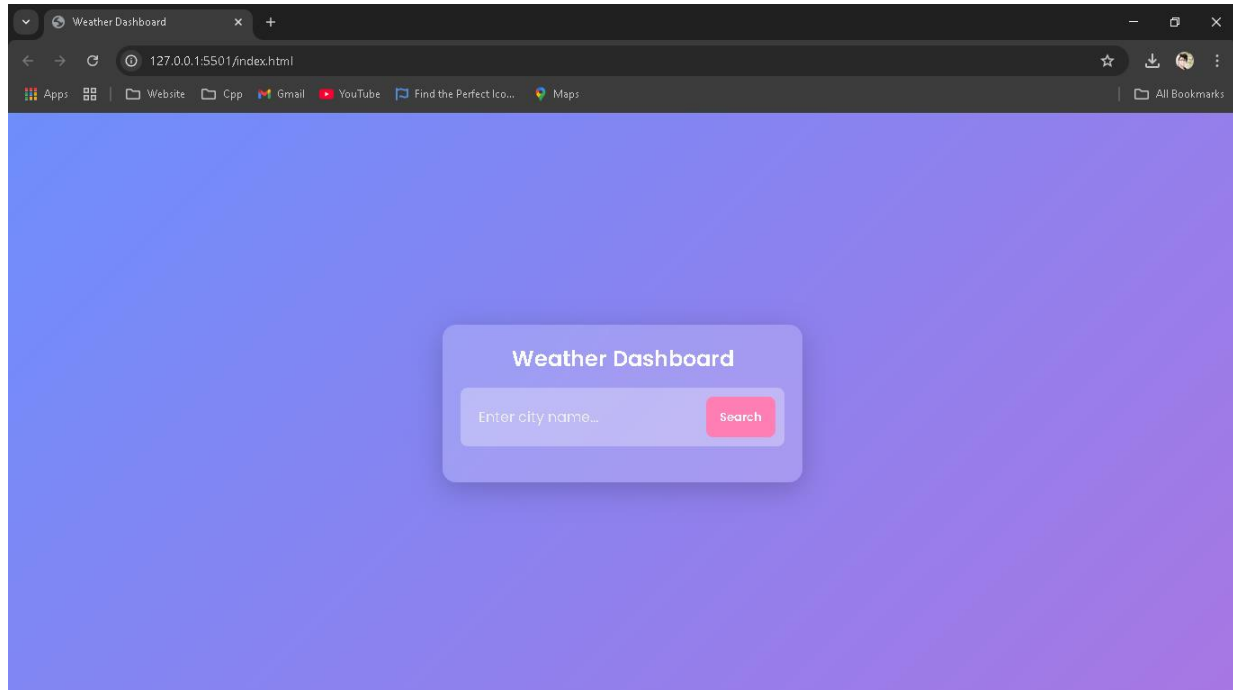 Weather Dashboard
127.0.0.1:5501/index.html
Apps Website Cpp Gmail YouTube Find the Perfect Ico... Maps All Bookmarks
Weather Dashboard
Enter city name... Search